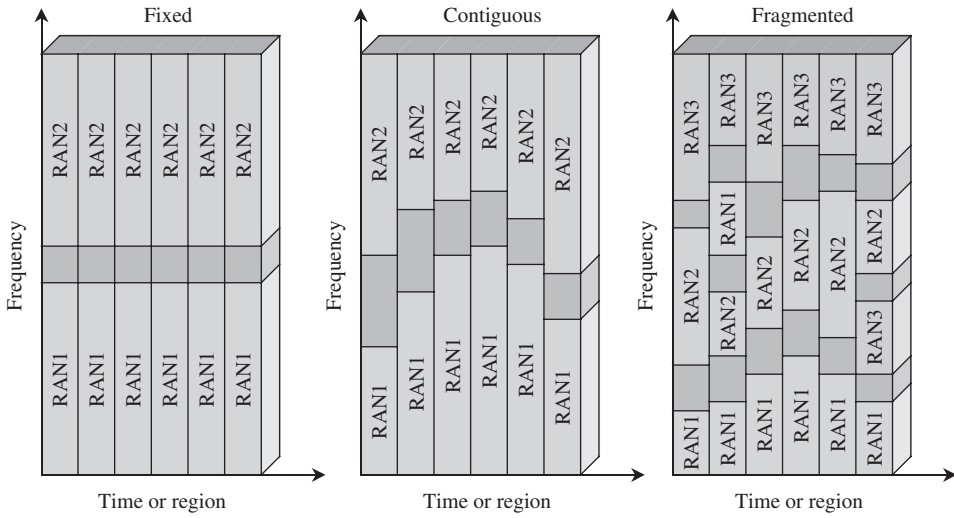 Fixed
Contiguous
Fragmented
Frequency
RAN2 RAN2 RAN2 RAN2 RAN2 RAN2
RAN1 RAN1 RAN1 RAN1 RAN1 RAN1
Time or region
Frequency
RAN2 RAN2 RAN2 RAN2 RAN2 RAN2
RAN1 RAN1 RAN1 RAN1 RAN1 RAN1
Time or region
Frequency
RAN3 RAN3 RAN3 RAN3 RAN3 RAN3
RAN2 RAN1 RAN2 RAN2 RAN2 RAN2
RAN2 RAN3
RAN1 RAN1 RAN1 RAN1 RAN1 RAN1
Time or region